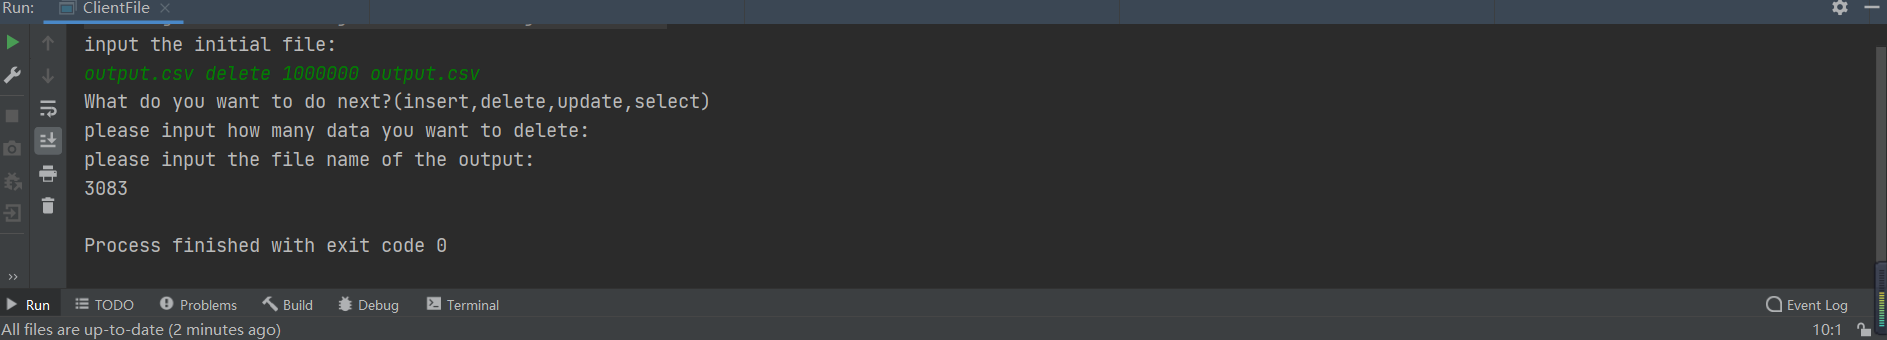 Run: ClientFile
input the initial file:
output.csv delete 1000000 output.csv
What do you want to do next?(insert,delete,update,select)
please input how many data you want to delete:
please input the file name of the output:
3083
Process finished with exit code 0
Run TODO Problems Build Debug Terminal Event Log
All files are up-to-date (2 minutes ago) 10:1